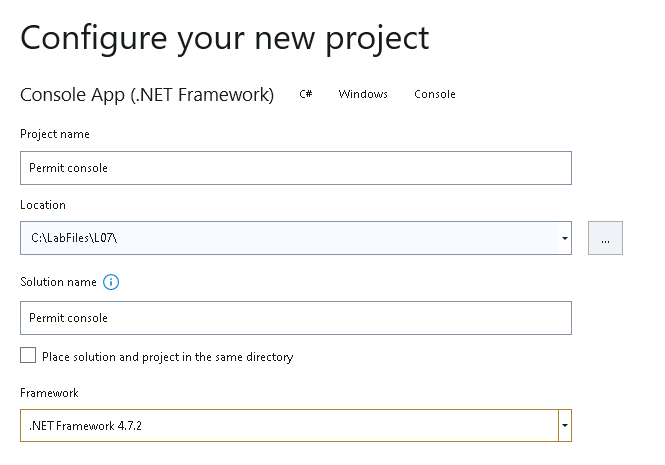 Configure your new project
Console App (.NET Framework) C# Windows Console
Project name
Permit console
Location
C:\LabFiles\L07\
...
Solution name
Permit console
Place solution and project in the same directory
Framework
.NET Framework 4.7.2